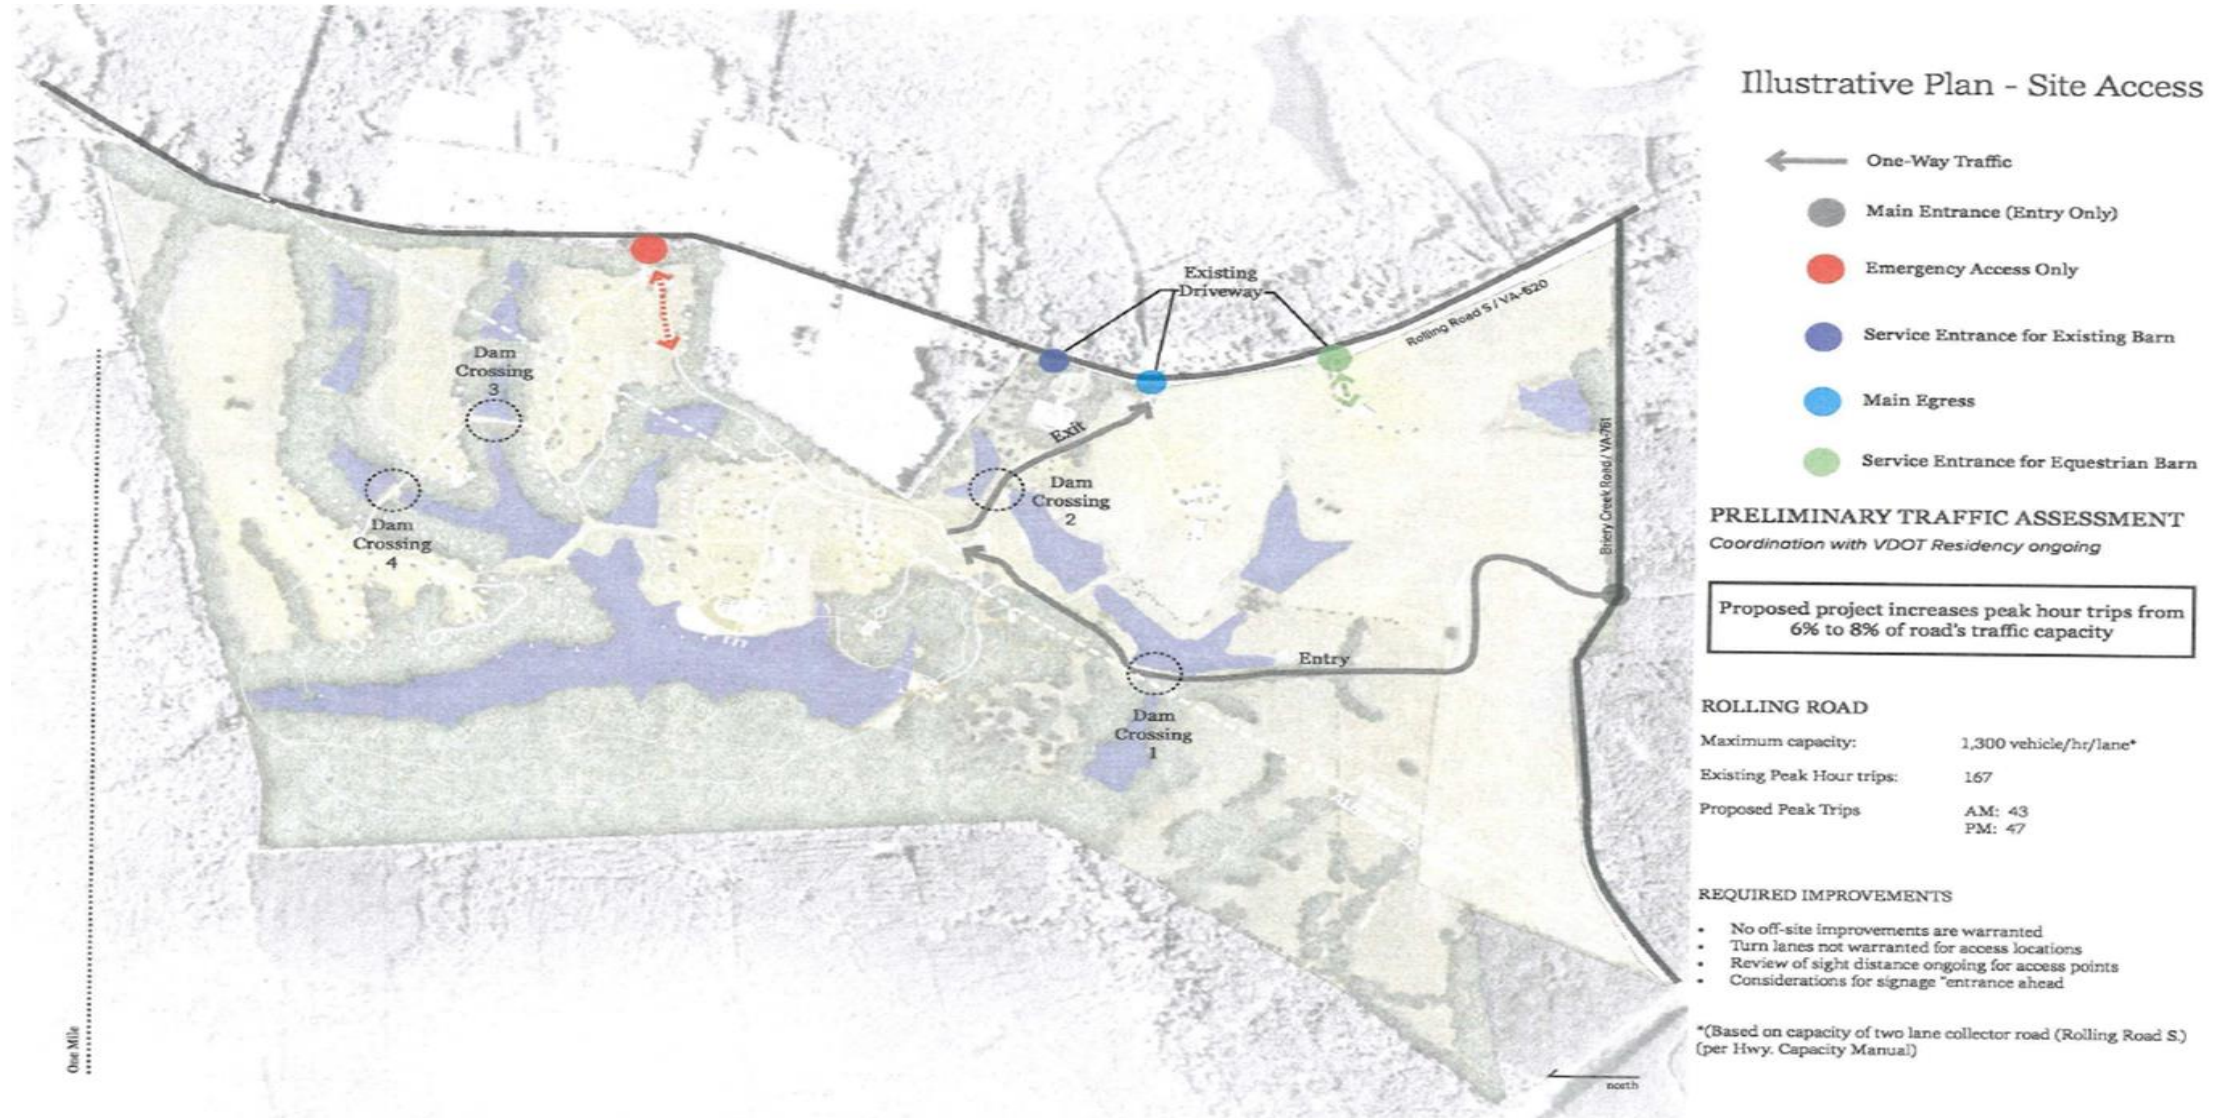 Illustrative Plan - Site Access
One-Way Traffic
Main Entrance (Entry Only)
Emergency Access Only
Service Entrance for Existing Barn
Main Egress
Service Entrance for Equestrian Barn
PRELIMINARY TRAFFIC ASSESSMENT
Coordination with VDOT Residency ongoing
Proposed project increases peak hour trips from
6% to 8% of road's traffic capacity
ROLLING ROAD
Maximum capacity: 1,300 vehicle/hr/lane*
Existing Peak Hour trips: 167
Proposed Peak Trips AM: 43
PM: 47
REQUIRED IMPROVEMENTS
• No off-site improvements are warranted
• Turn lanes not warranted for access locations
• Review of sight distance ongoing for access points
• Considerations for signage "entrance ahead
*(Based on capacity of two lane collector road (Rolling Road S.)
(per Hwy. Capacity Manual)
Existing
Driveway
Rolling Road S / VA-620
Briery Creek Road / VA-761
Dam
Crossing
3
Dam
Crossing
4
Exit
Dam
Crossing
2
Entry
Dam
Crossing
1
One Mile
north